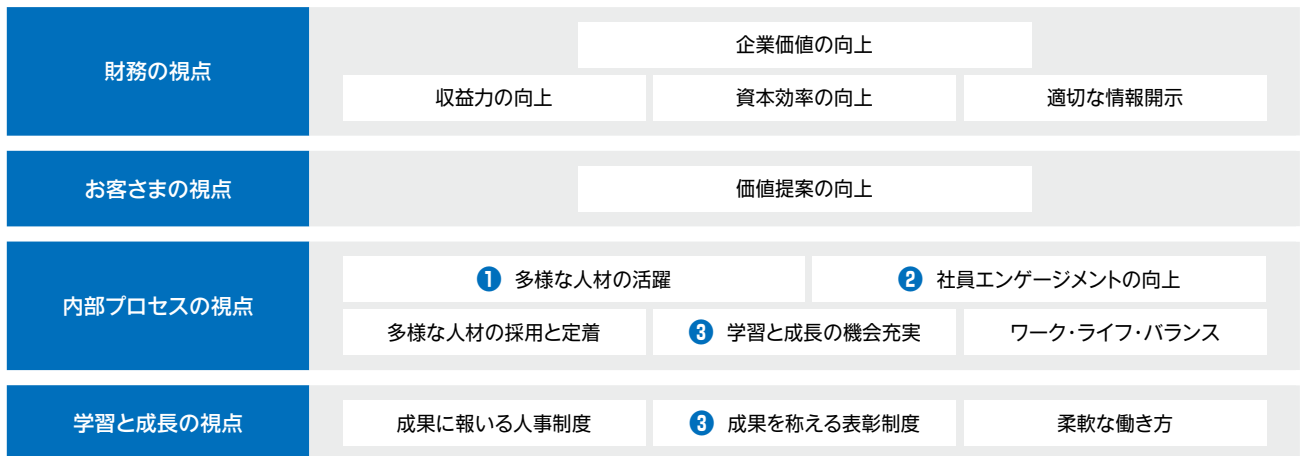 財務の視点
企業価値の向上
収益力の向上 資本効率の向上 適切な情報開示
お客さまの視点
価値提案の向上
内部プロセスの視点
❶ 多様な人材の活躍 ❷ 社員エンゲージメントの向上
多様な人材の採用と定着 ❸ 学習と成長の機会充実 ワーク・ライフ・バランス
学習と成長の視点
成果に報いる人事制度 ❸ 成果を称える表彰制度 柔軟な働き方